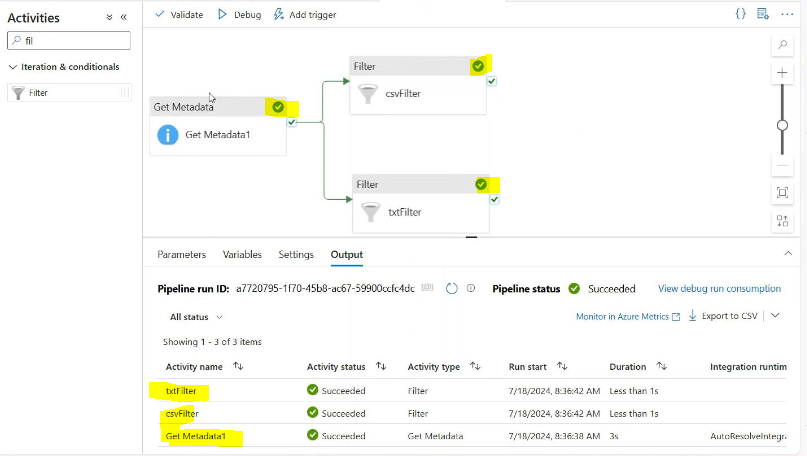 Activities
Validate Debug Add trigger
fil
Iteration & conditionals
Filter
Filter
csvFilter
Get Metadata
Get Metadata1
Filter
txtFilter
Parameters Variables Settings Output
Pipeline run ID: a7720795-1f70-45b8-ac67-59900ccfc4dc Pipeline status Succeeded View debug run consumption
All status Monitor in Azure Metrics Export to CSV
Showing 1 - 3 of 3 items
Activity name Activity status Activity type Run start Duration Integration runtim
txtFilter Succeeded Filter 7/18/2024, 8:36:42 AM Less than 1s
csvFilter Succeeded Filter 7/18/2024, 8:36:42 AM Less than 1s
Get Metadata1 Succeeded Get Metadata 7/18/2024, 8:36:38 AM 3s AutoResolveIntegra